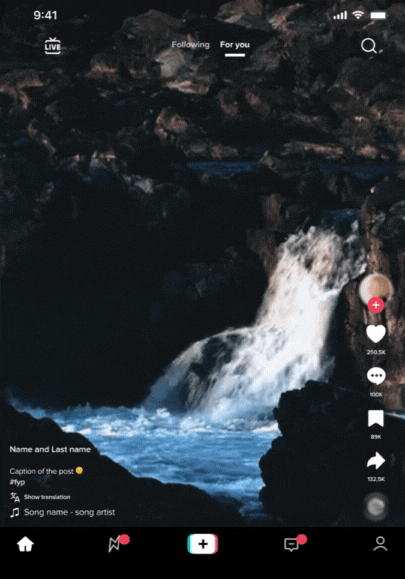 9:41
LIVE
Following For you
250,5K
100K
89K
132,5K
Name and Last name
Caption of the post
#fyp
Show translation
Song name - song artist